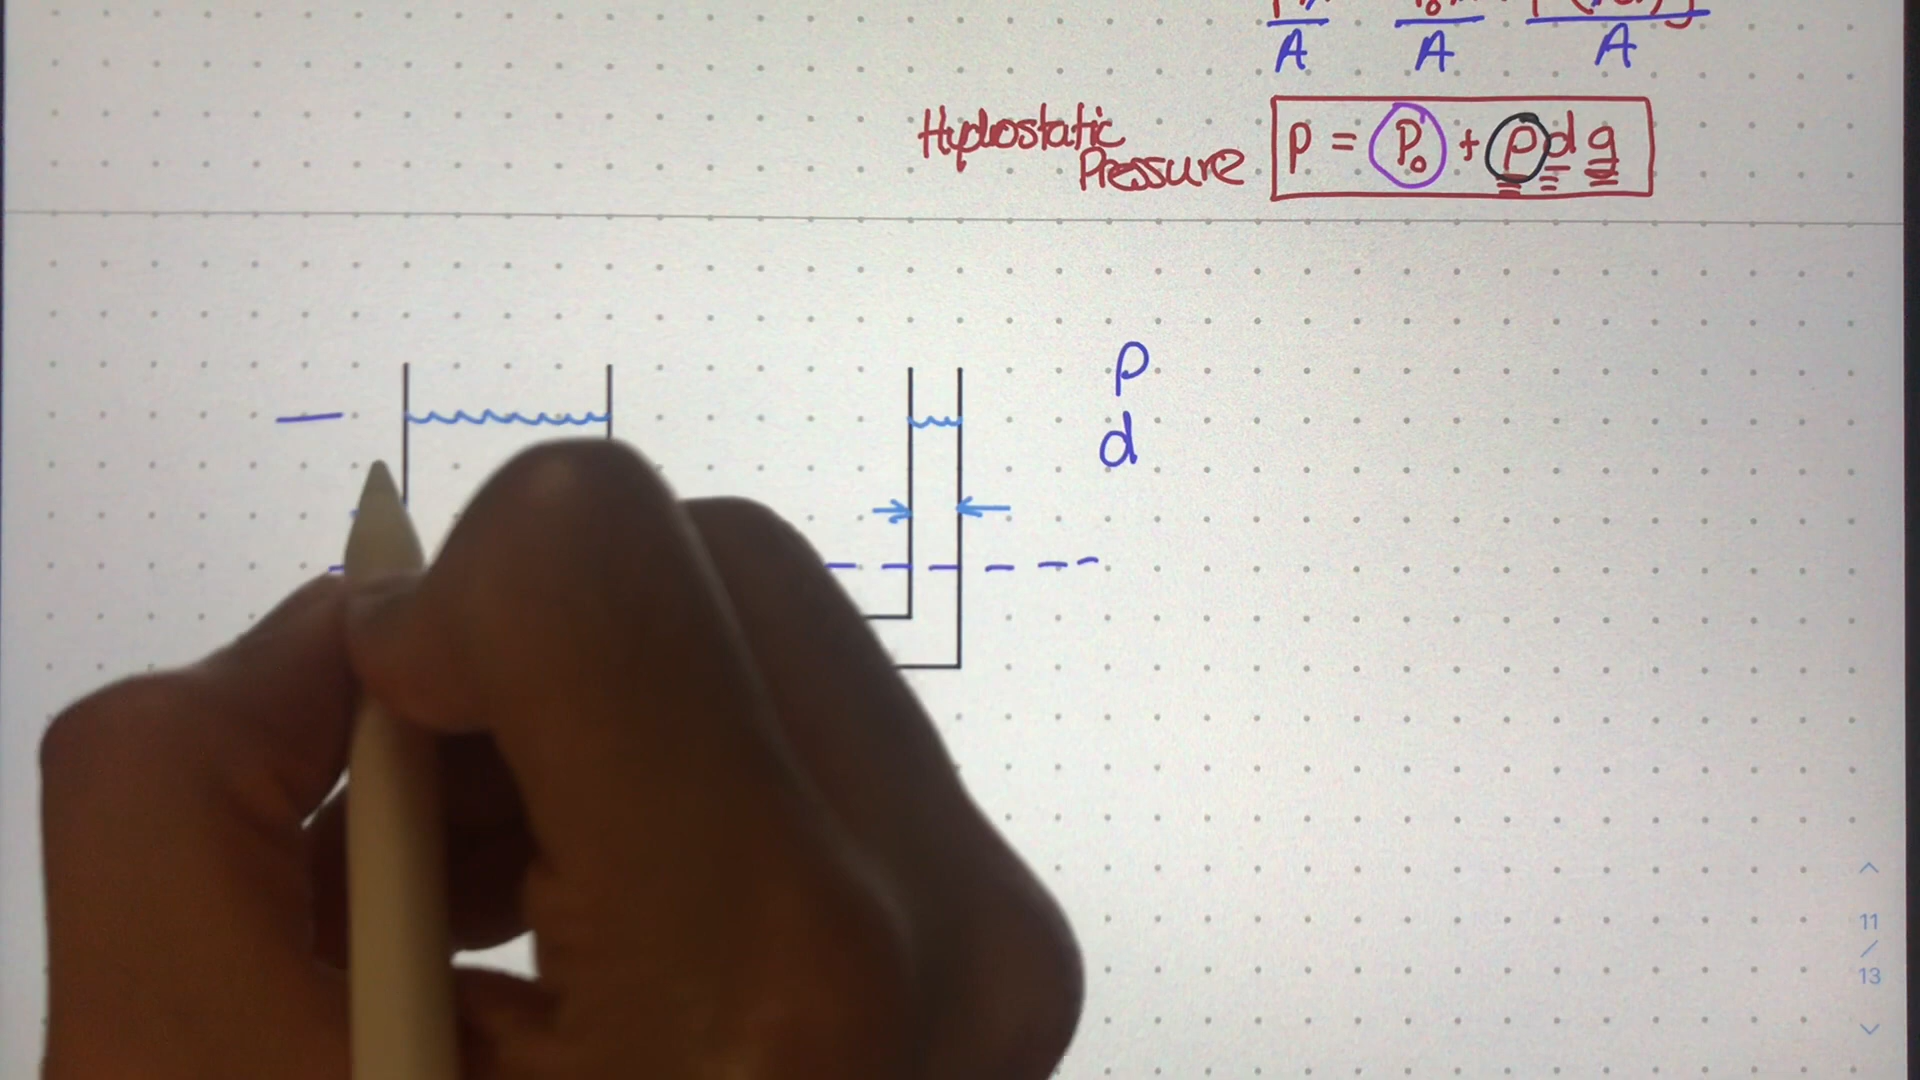 A A A
Hydrostatic
Pressure P = P₀ + ρdg
ρ
d
11
/
13